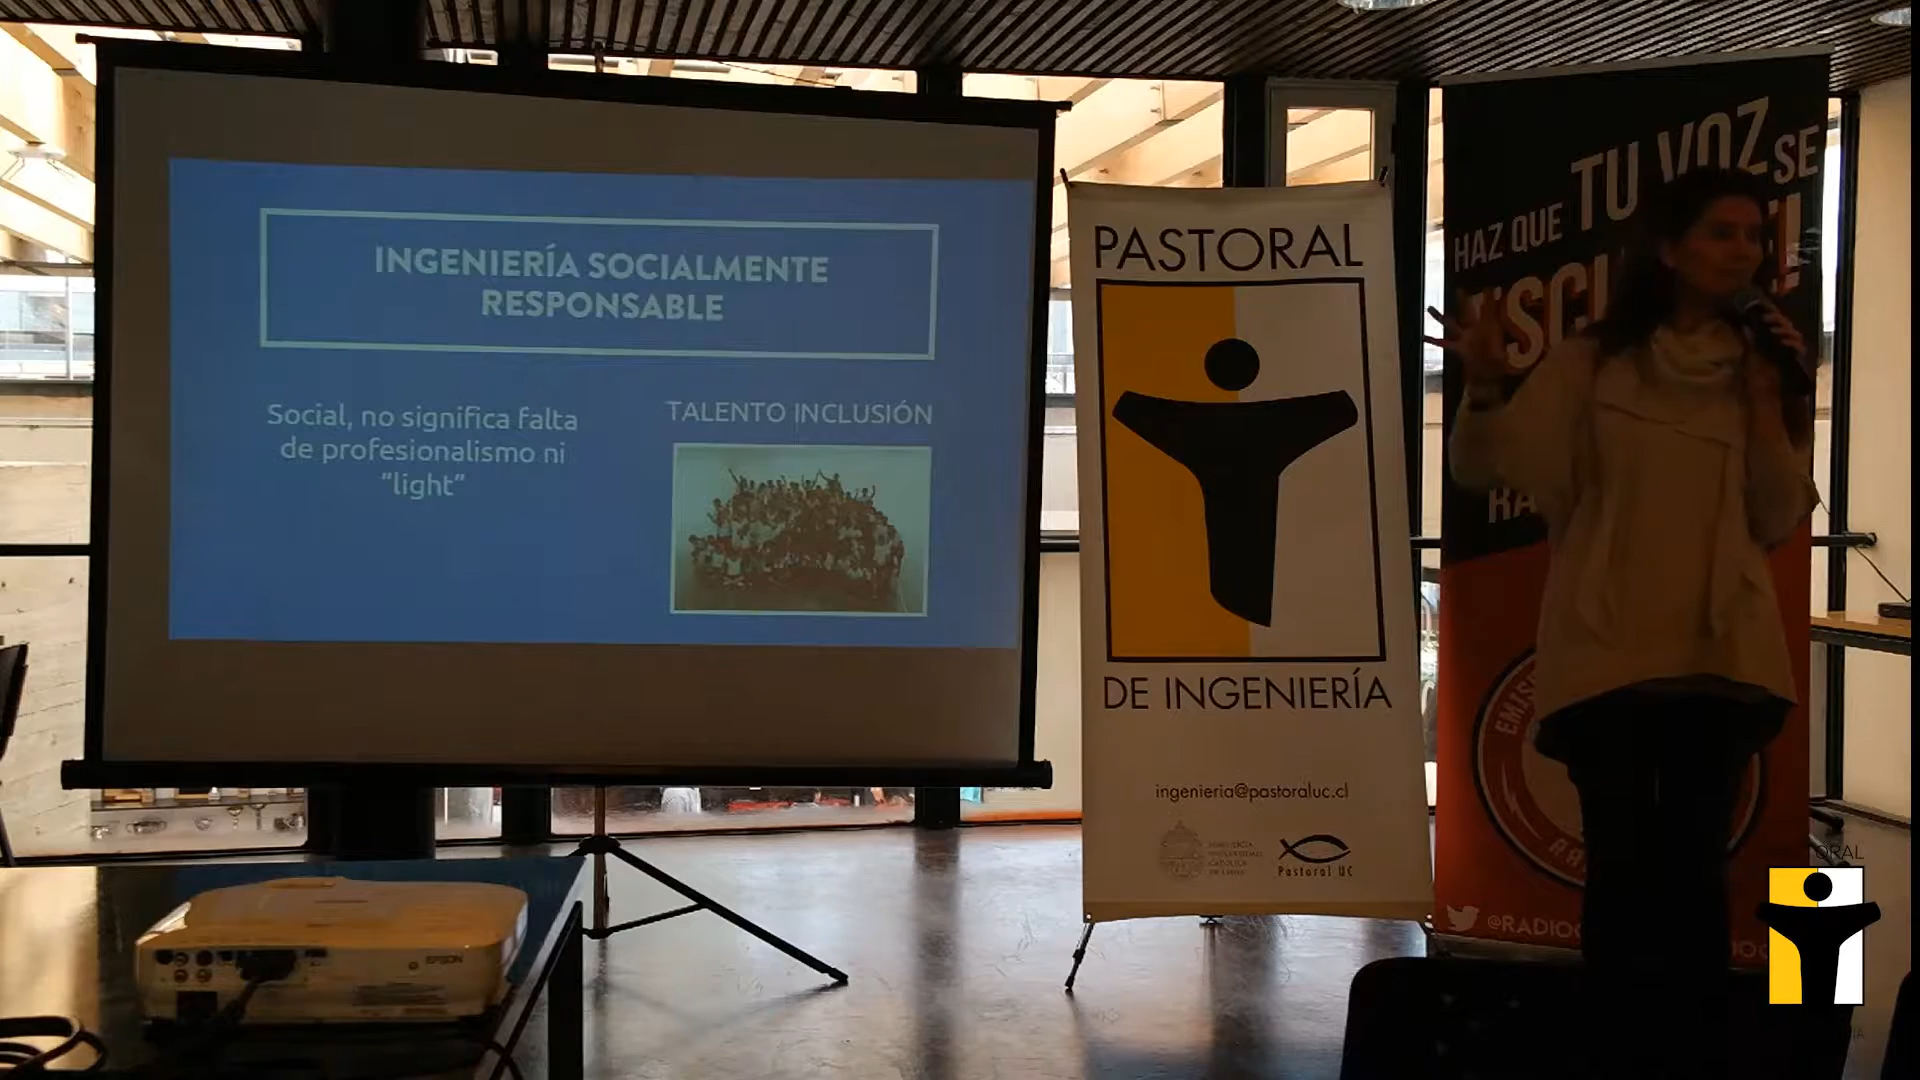 INGENIERÍA SOCIALMENTE
RESPONSABLE
Social, no significa falta
de profesionalismo ni
“light”
TALENTO INCLUSIÓN
PASTORAL
DE INGENIERÍA
ingenieria@pastoraluc.cl
Pastoral UC
HAZ QUE TU VOZ SE
EPSON